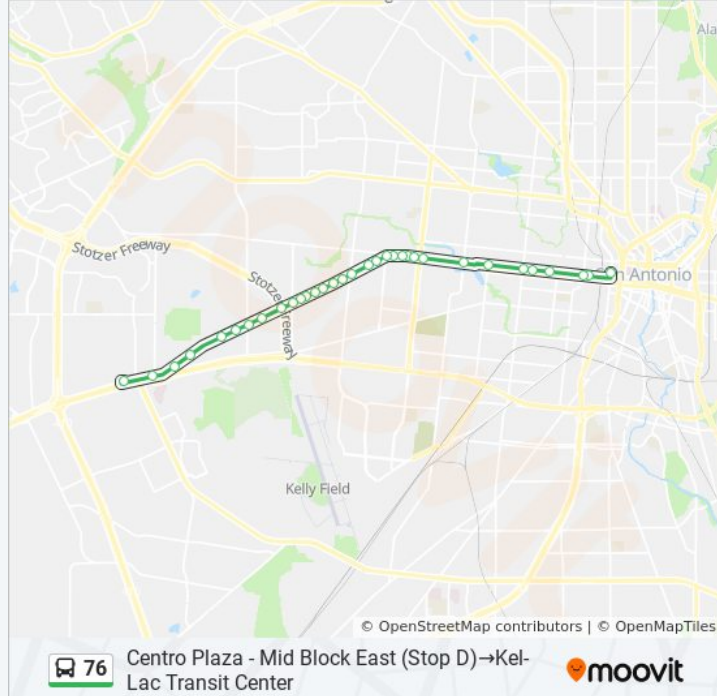 Ala
Stotzer Freeway
Stotzer Freeway
n Antonio
Kelly Field
© OpenStreetMap contributors | © OpenMapTiles
76
Centro Plaza - Mid Block East (Stop D)→Kel-
Lac Transit Center
moovit